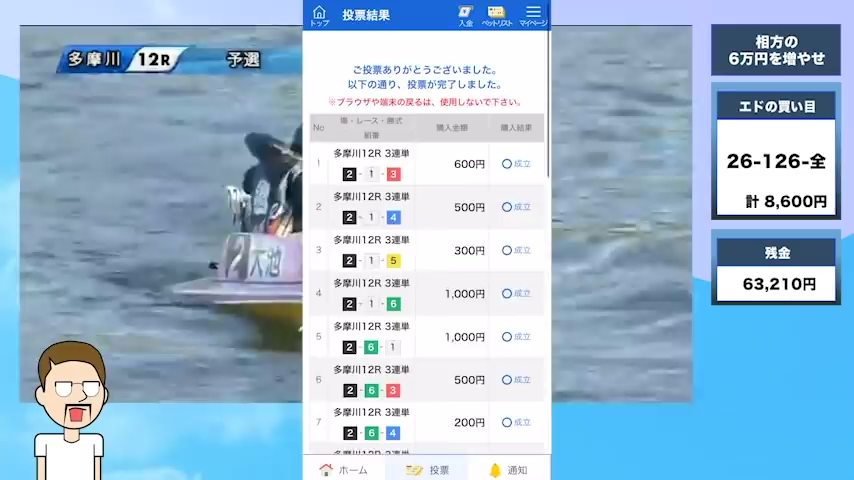 トップ
投票結果
入金
ベットリスト
マイページ
多摩川
12R
予選
ご投票ありがとうございました。
以下の通り、投票が完了しました。
※ブラウザや端末の戻るは、使用しないで下さい。
No
場・レース・勝式
組番
購入金額
購入結果
1 多摩川12R 3連単 2-1-3 600円 成立
2 多摩川12R 3連単 2-1-4 500円 成立
3 多摩川12R 3連単 2-1-5 300円 成立
4 多摩川12R 3連単 2-1-6 1,000円 成立
5 多摩川12R 3連単 2-6-1 1,000円 成立
6 多摩川12R 3連単 2-6-3 500円 成立
7 多摩川12R 3連単 2-6-4 200円 成立
ホーム
投票
通知
相方の
6万円を増やせ
エドの買い目
26-126-全
計 8,600円
残金
63,210円